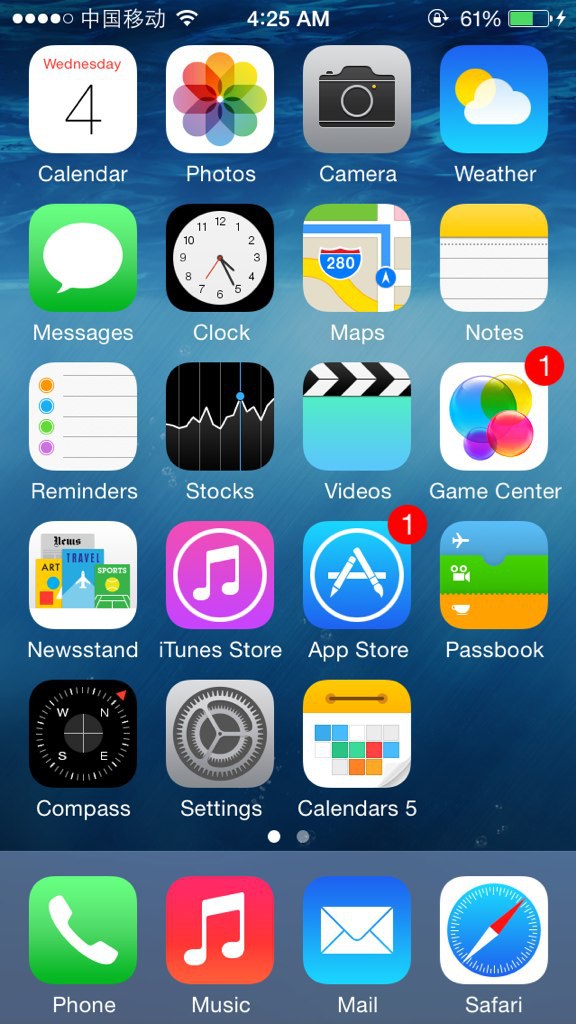 中国移动 4:25 AM 61%
Wednesday
4
Calendar Photos Camera Weather
12 1 2 3 4 5 6 7 8 9 10 11
280
Messages Clock Maps Notes
1
Reminders Stocks Videos Game Center
1
News
ART TRAVEL SPORTS
Newsstand iTunes Store App Store Passbook
W N
S E
Compass Settings Calendars 5
Phone Music Mail Safari